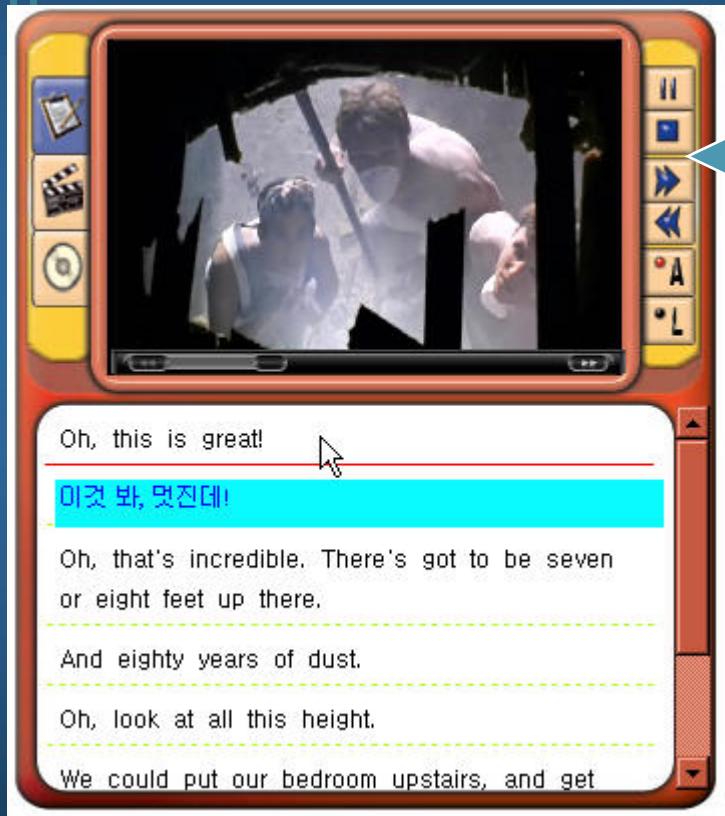 A
L
Oh, this is great!
이것 봐, 멋진데!
Oh, that's incredible. There's got to be seven
or eight feet up there.
And eighty years of dust.
Oh, look at all this height.
We could put our bedroom upstairs, and get